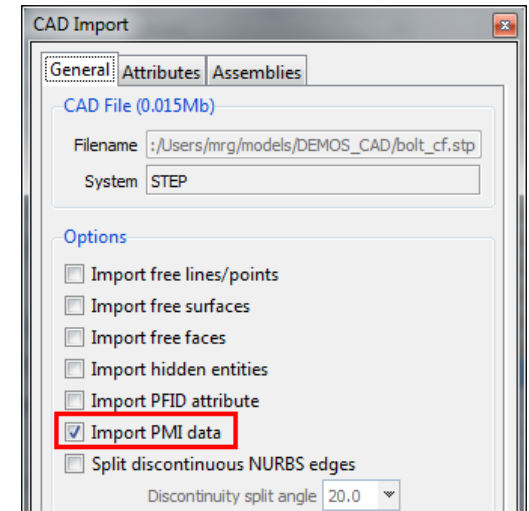 CAD Import
General Attributes Assemblies
CAD File (0.015Mb)
Filename :/Users/mrg/models/DEMOS_CAD/bolt_cf.stp
System STEP
Options
Import free lines/points
Import free surfaces
Import free faces
Import hidden entities
Import PFID attribute
Import PMI data
Split discontinuous NURBS edges
Discontinuity split angle 20.0